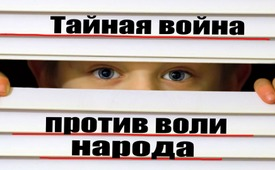 Тайная война
против воли
народа